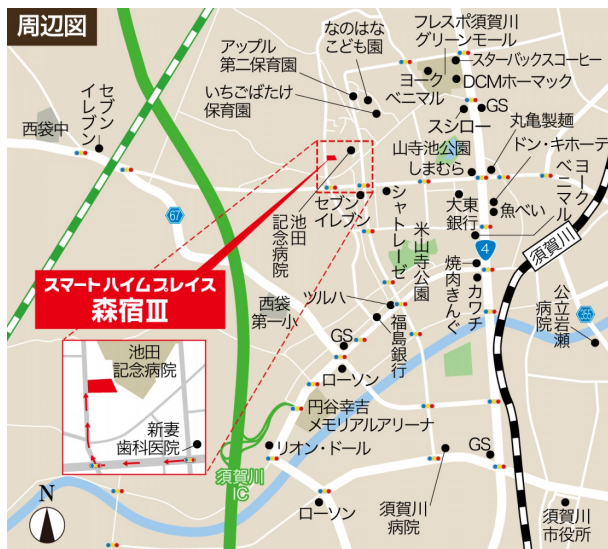 周辺図
なのはな
こども園
フレスポ須賀川
グリーンモール
スターバックスコーヒー
アップル
第二保育園
ヨーク
ベニマル
DCMホーマック
いちごばたけ
保育園
スシロー
GS
丸亀製麺
セブン
イレブン
西袋中
山寺池公園
しまむら
ドン・キホーテ
ヨーク
ベニマル
セブン
イレブン
シャトレーゼ
大東
銀行
魚べい
67
池田
記念病院
米山寺公園
4
須賀川
スマートハイムプレイス
森宿Ⅲ
西袋
第一小
ツルハ
焼肉きんぐ
カワチ
公立岩瀬
病院
355
福島銀行
GS
池田
記念病院
ローソン
円谷幸吉
メモリアルアリーナ
新妻
歯科医院
リオン・ドール
GS
須賀川
IC
N
ローソン
須賀川
病院
須賀川
市役所